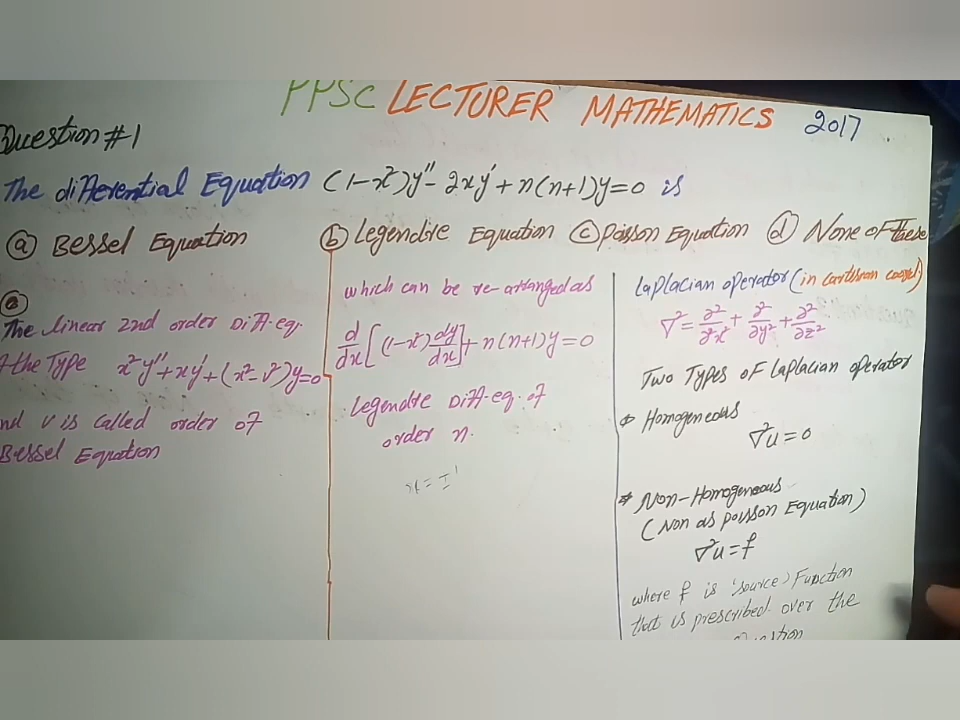 PPSC LECTURER MATHEMATICS 2017
Question #1
The differential Equation (1-x²)y''- 2xy'+n(n+1)y=0 is
ⓐ Bessel Equation ⓑ Legendre Equation ⓒ Poisson Equation ⓓ None of These
ⓐ
The linear 2nd order Diff. eq.
f the Type x²y''+xy'+(x²-v²)y=0
nd v is called order of
Bessel Equation
which can be re-arranged as
d/dx[(1-x²)dy/dx]+n(n+1)y=0
Legendre Diff. eq. of
order n.
Laplacian operator (in cartesian coord.)
∇²=∂²/∂x²+∂²/∂y²+∂²/∂z²
Two Types of Laplacian operator
* Homogeneous
∇²u=0
* Non-Homogeneous
(Non as poisson Equation)
∇²u=f
where f is 'source' Function
that is prescribed over the